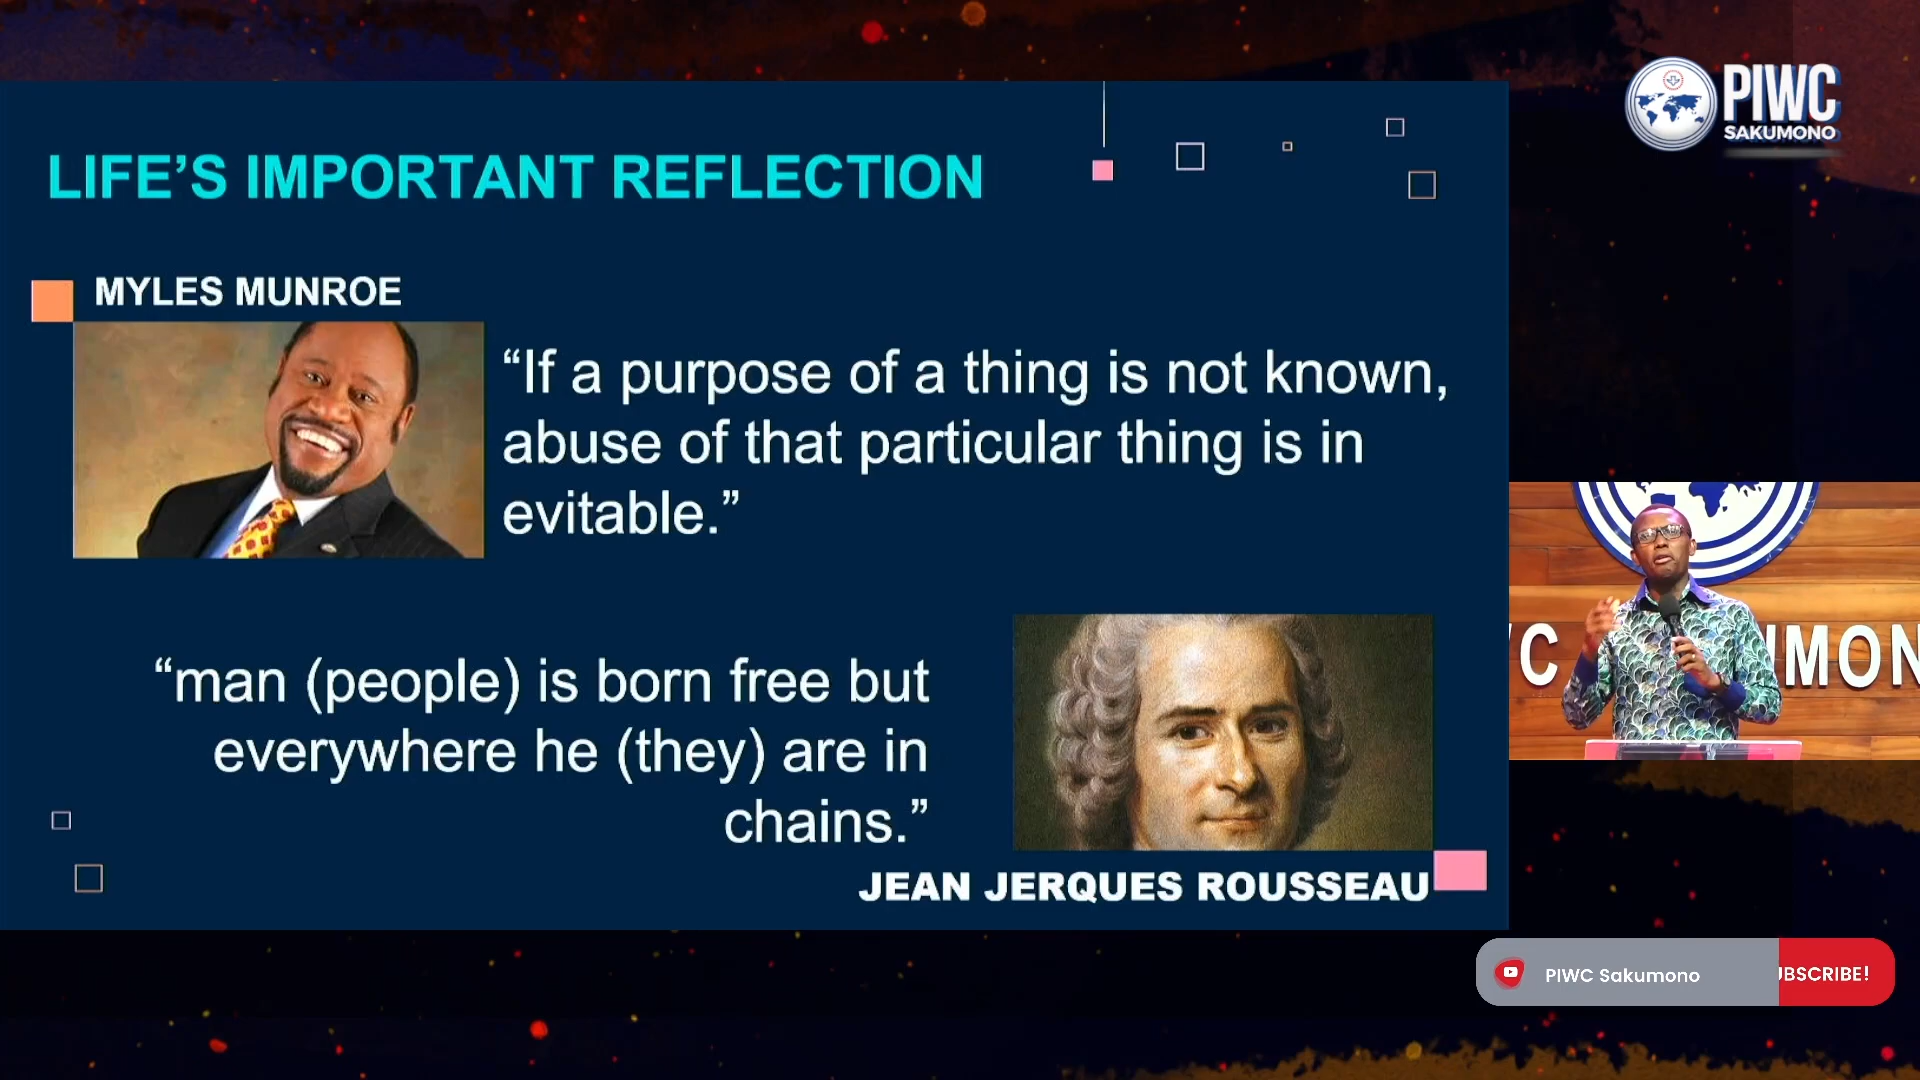 PIWC
SAKUMONO
LIFE’S IMPORTANT REFLECTION
MYLES MUNROE
“If a purpose of a thing is not known,
abuse of that particular thing is in
evitable.”
“man (people) is born free but
everywhere he (they) are in
chains.”
JEAN JERQUES ROUSSEAU
C
MON
PIWC Sakumono
UBSCRIBE!